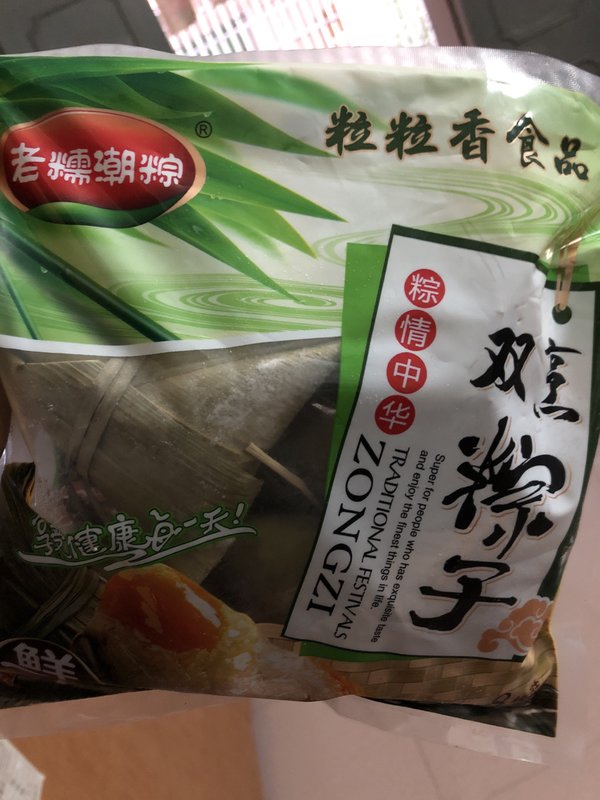 老糯潮粽®
粒粒香食品
粽情中华
双烹
粽子
Super for people who has exquisite taste
and enjoy the finest things in life.
TRADITIONAL FESTIVALS
ZONGZI
健康每一天!
鲜